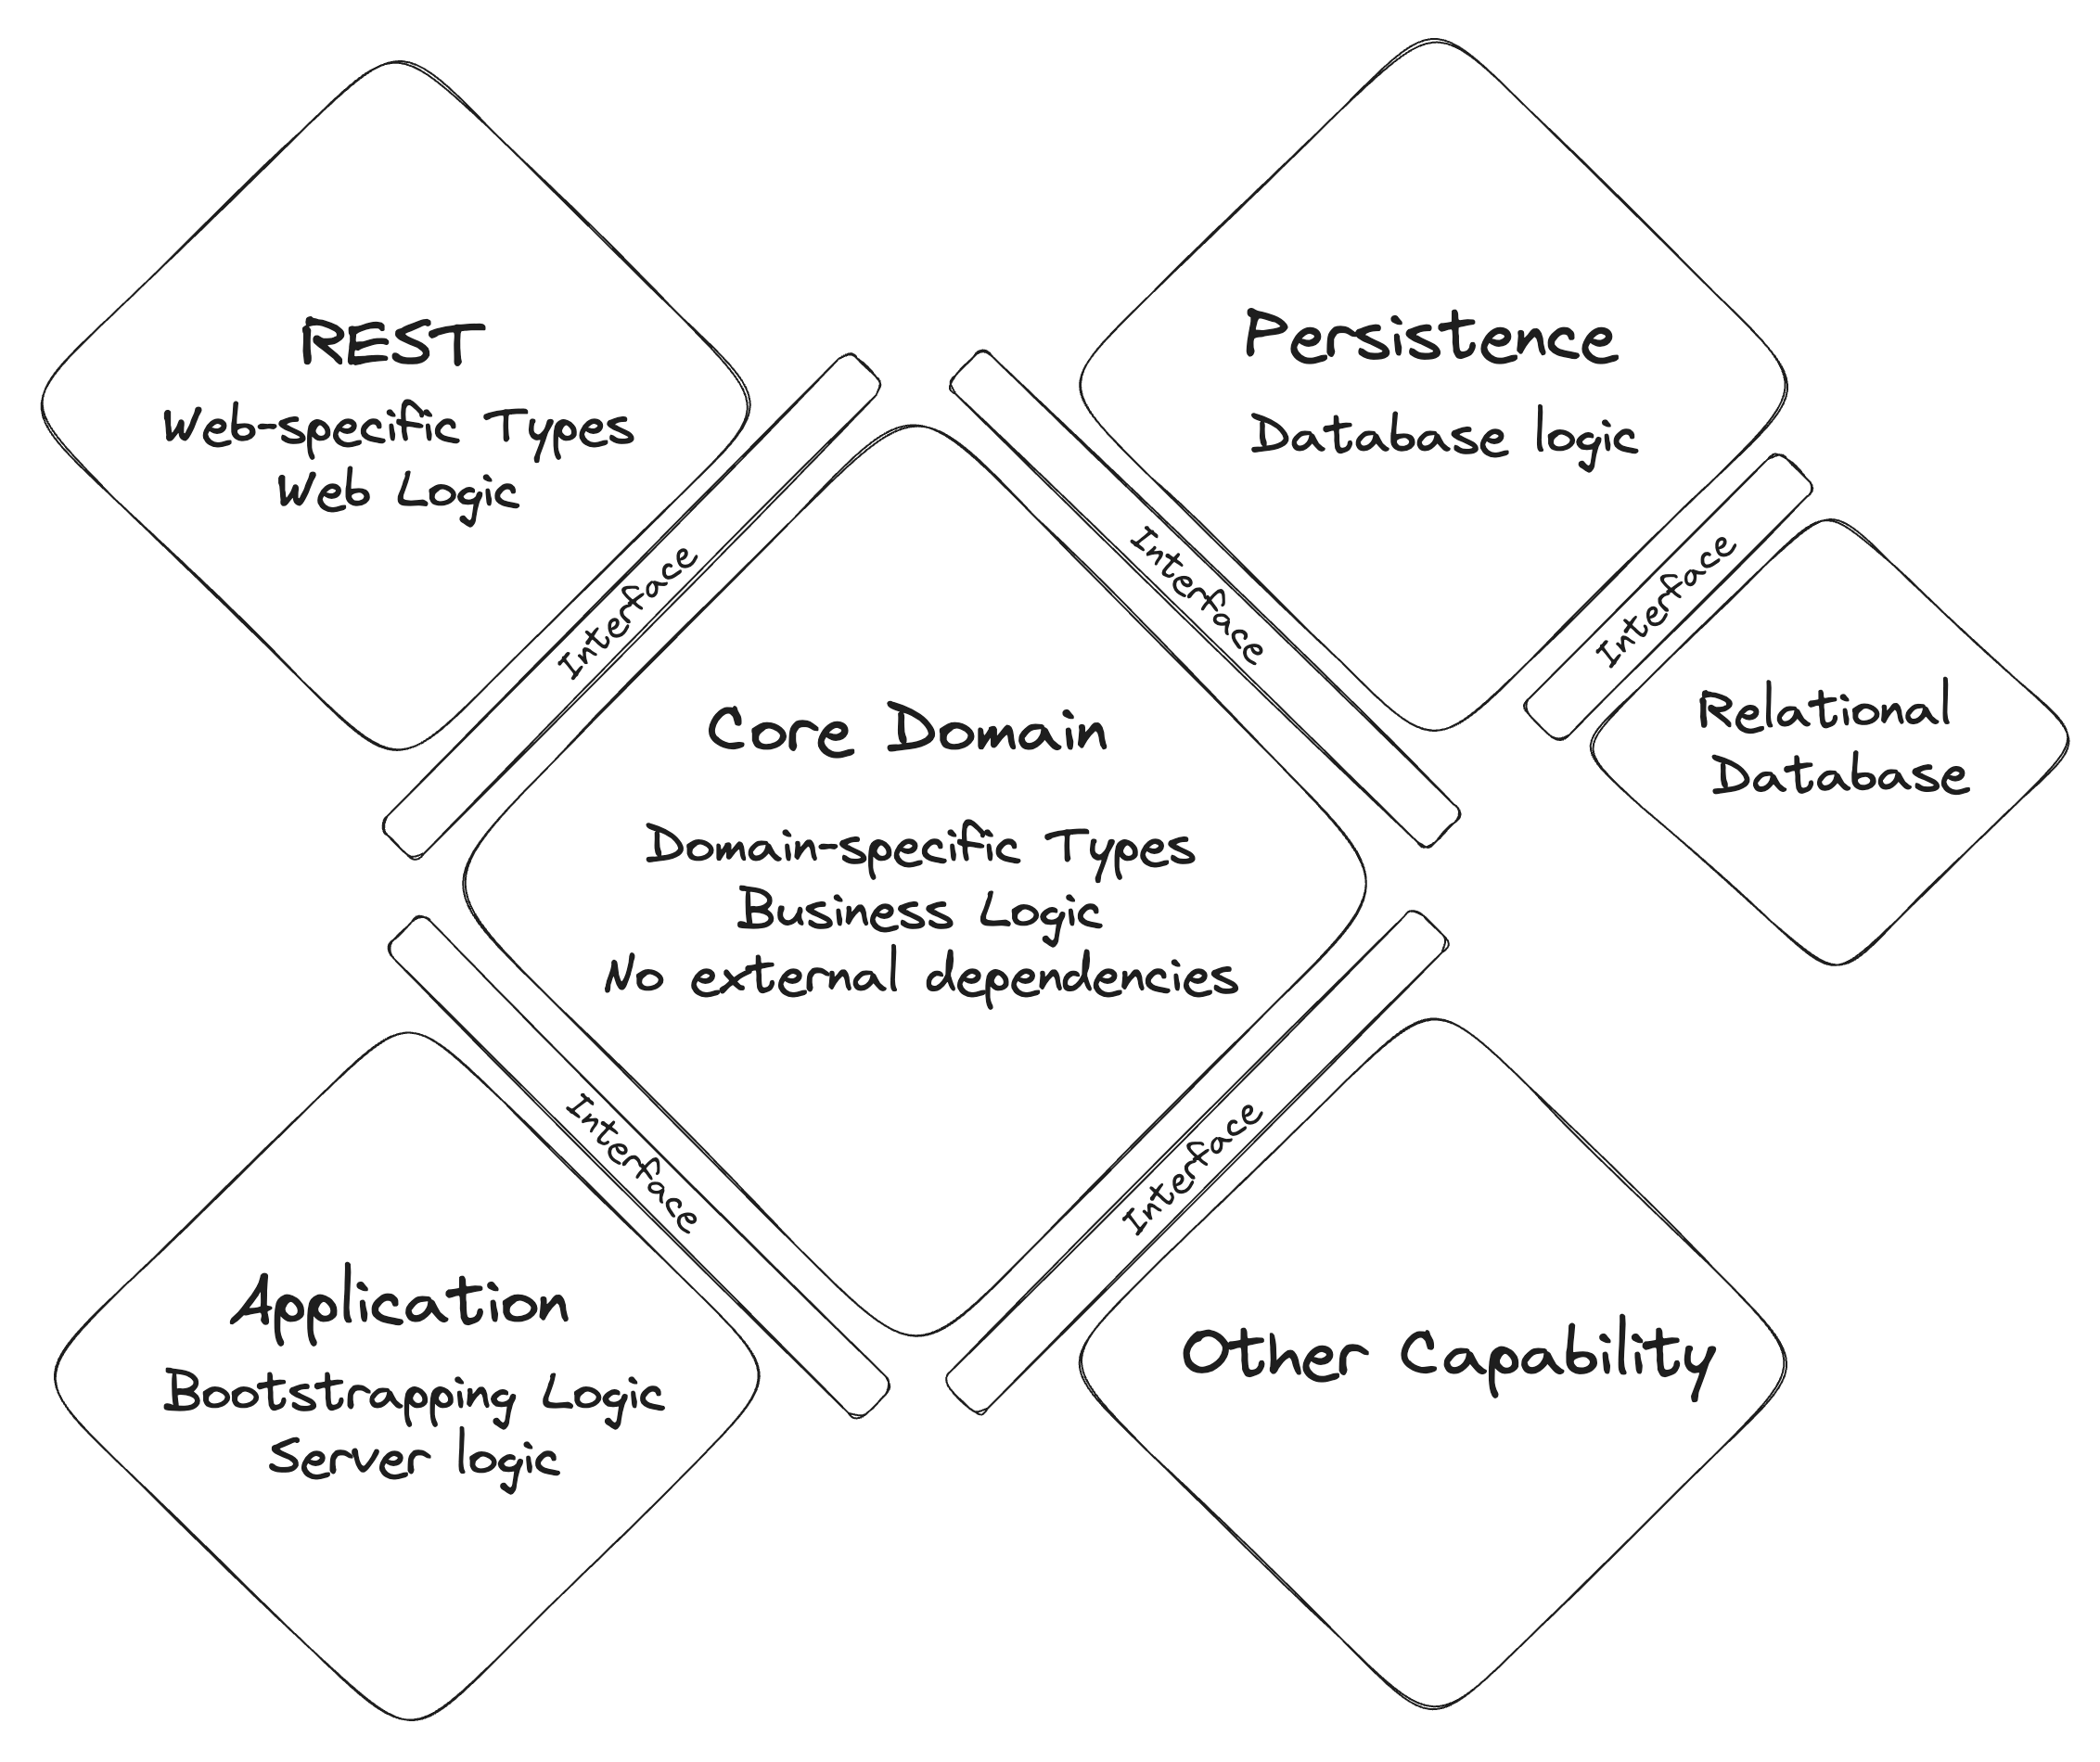 REST
Web-specific Types
Web Logic
Interface
Persistence
Database logic
Interface
Interface
Relational
Database
Core Domain
Domain-specific Types
Business Logic
No external dependencies
Interface
Application
Bootstrapping Logic
Server logic
Interface
Other Capability